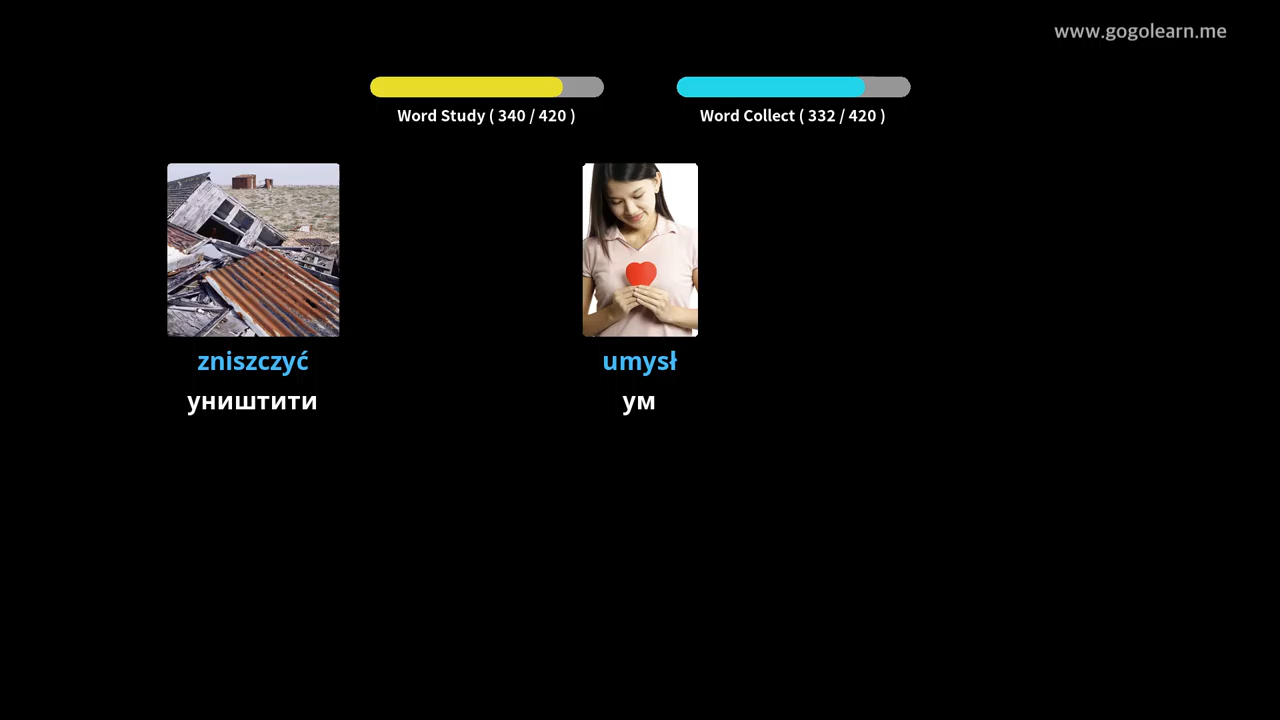 www.gogolearn.me
Word Study ( 340 / 420 )
Word Collect ( 332 / 420 )
zniszczyć
уништити
umysł
ум